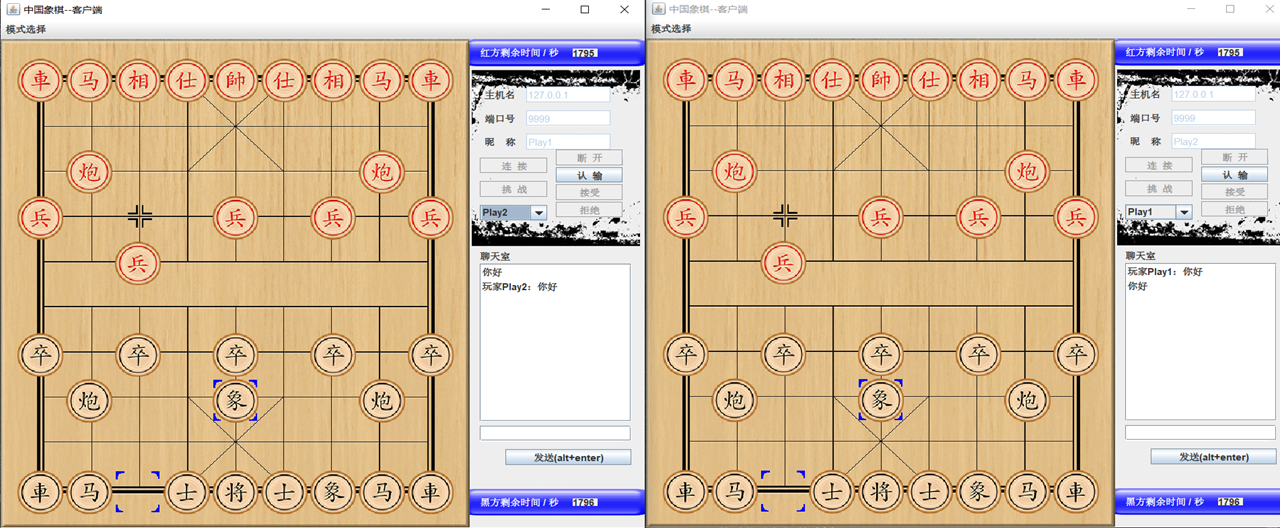 中国象棋--客户端
模式选择
車 马 相 仕 帥 仕 相 马 車
炮 炮
兵 兵 兵 兵
兵
卒 卒 卒 卒 卒
炮 象 炮
車 马 士 将 士 象 马 車
红方剩余时间 / 秒 1795
主机名 127.0.0.1
端口号 9999
昵 称 Play1
连 接 断 开
认 输
挑 战 接受
Play2 拒绝
聊天室
你好
玩家Play2：你好
发送(alt+enter)
黑方剩余时间 / 秒 1796
中国象棋--客户端
模式选择
車 马 相 仕 帥 仕 相 马 車
炮 炮
兵 兵 兵 兵
兵
卒 卒 卒 卒 卒
炮 象 炮
車 马 士 将 士 象 马 車
红方剩余时间 / 秒 1795
主机名 127.0.0.1
端口号 9999
昵 称 Play2
连 接 断 开
认 输
挑 战 接受
Play1 拒绝
聊天室
玩家Play1：你好
你好
发送(alt+enter)
黑方剩余时间 / 秒 1796